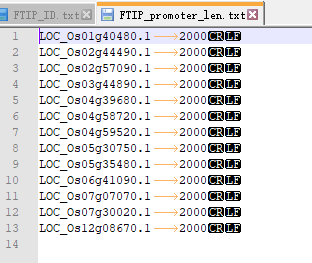 FTIP_ID.txt FTIP_promoter_len.txt
1 LOC_Os01g40480.1 2000 CR LF
2 LOC_Os02g44490.1 2000 CR LF
3 LOC_Os02g57090.1 2000 CR LF
4 LOC_Os03g44890.1 2000 CR LF
5 LOC_Os04g39680.1 2000 CR LF
6 LOC_Os04g58720.1 2000 CR LF
7 LOC_Os04g59520.1 2000 CR LF
8 LOC_Os05g30750.1 2000 CR LF
9 LOC_Os05g35480.1 2000 CR LF
10 LOC_Os06g41090.1 2000 CR LF
11 LOC_Os07g07070.1 2000 CR LF
12 LOC_Os07g30020.1 2000 CR LF
13 LOC_Os12g08670.1 2000 CR LF
14